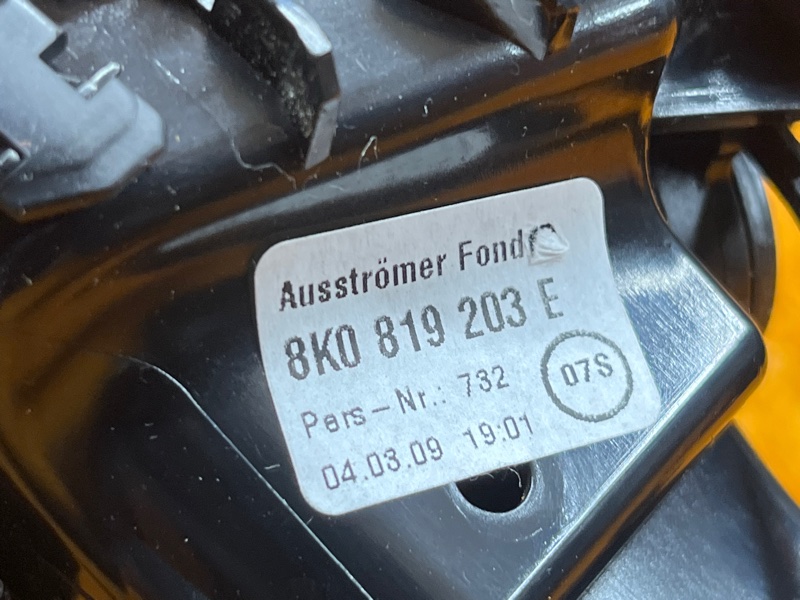 Ausströmer Fond
8K0 819 203 E
Pers-Nr.: 732
07S
04.03.09 19:01